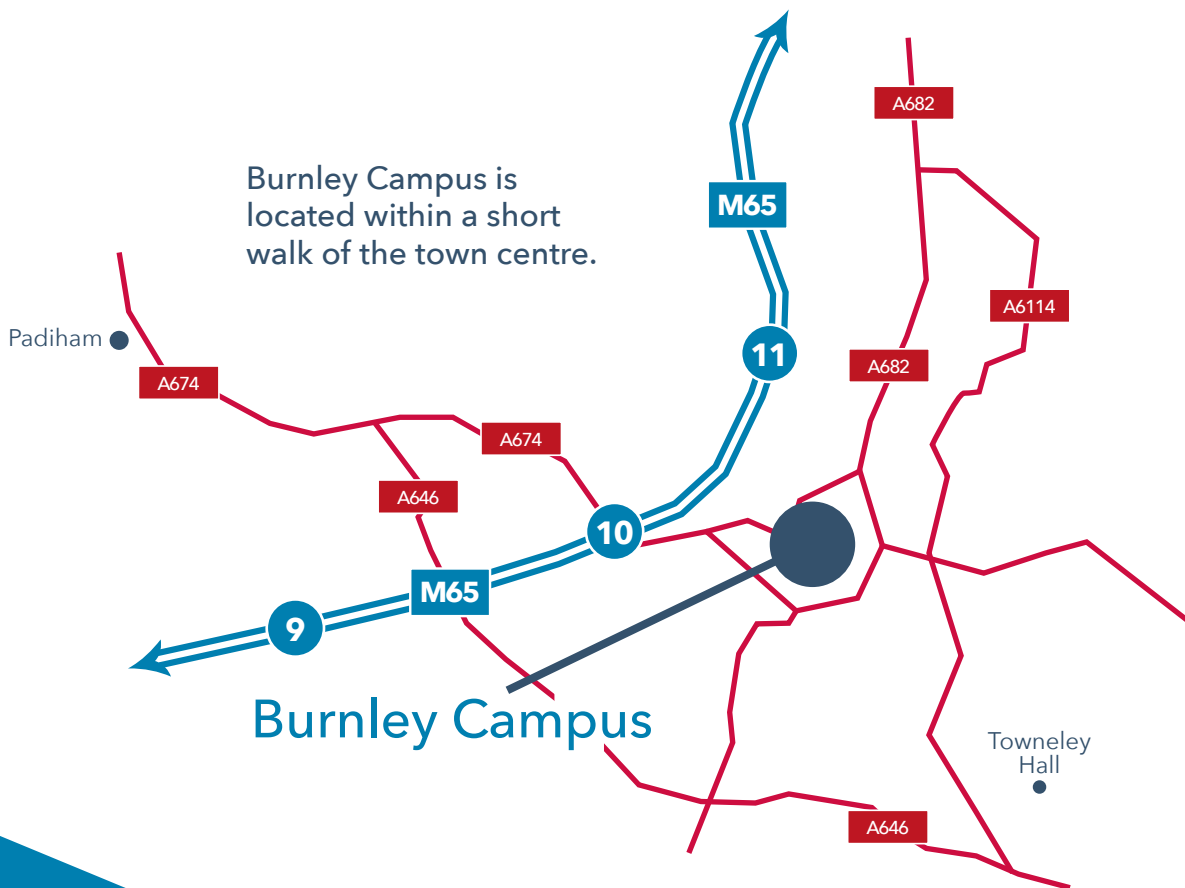 A682
Burnley Campus is
located within a short
walk of the town centre.
M65
A6114
Padiham
11
A682
A674
A674
A646
10
M65
9
Burnley Campus
Towneley
Hall
A646